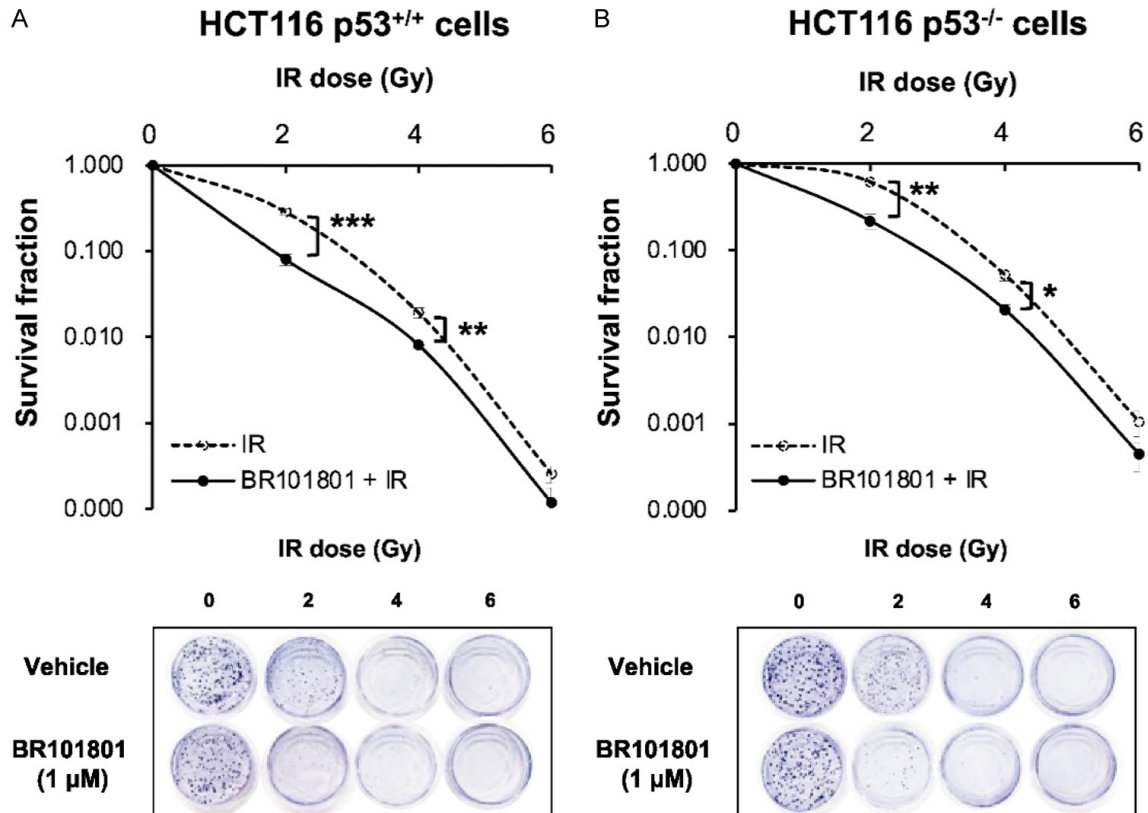 A
HCT116 p53+/+ cells
IR dose (Gy)
0 2 4 6
1.000
0.100
0.010
0.001
0.000
Survival fraction
***
**
IR
BR101801 + IR
IR dose (Gy)
0 2 4 6
Vehicle
BR101801
(1 µM)
B
HCT116 p53-/- cells
IR dose (Gy)
0 2 4 6
1.000
0.100
0.010
0.001
0.000
Survival fraction
**
*
IR
BR101801 + IR
IR dose (Gy)
0 2 4 6
Vehicle
BR101801
(1 µM)